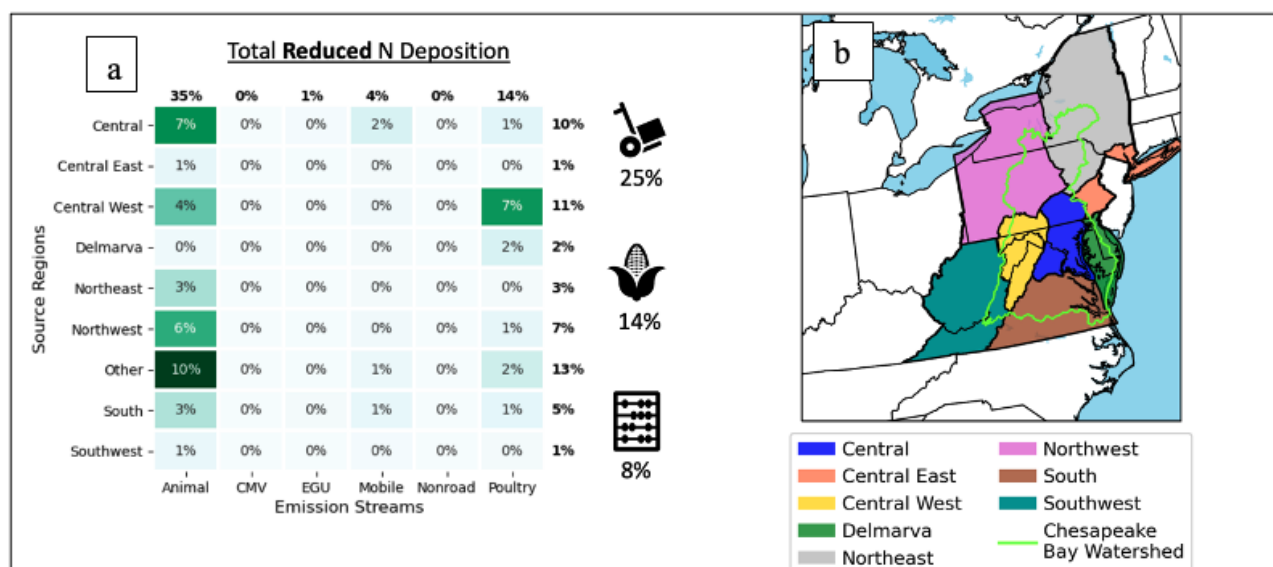 a
Total Reduced N Deposition
35% 0% 1% 4% 0% 14%
Central 7% 0% 0% 2% 0% 1% 10%
Central East 1% 0% 0% 0% 0% 0% 1%
Central West 4% 0% 0% 0% 0% 7% 11%
Delmarva 0% 0% 0% 0% 0% 2% 2%
Northeast 3% 0% 0% 0% 0% 0% 3%
Northwest 6% 0% 0% 0% 0% 1% 7%
Other 10% 0% 0% 1% 0% 2% 13%
South 3% 0% 0% 1% 0% 1% 5%
Southwest 1% 0% 0% 0% 0% 0% 1%
Source Regions
Animal CMV EGU Mobile Nonroad Poultry
Emission Streams
25%
14%
8%
b
Central
Central East
Central West
Delmarva
Northeast
Northwest
South
Southwest
Chesapeake
Bay Watershed